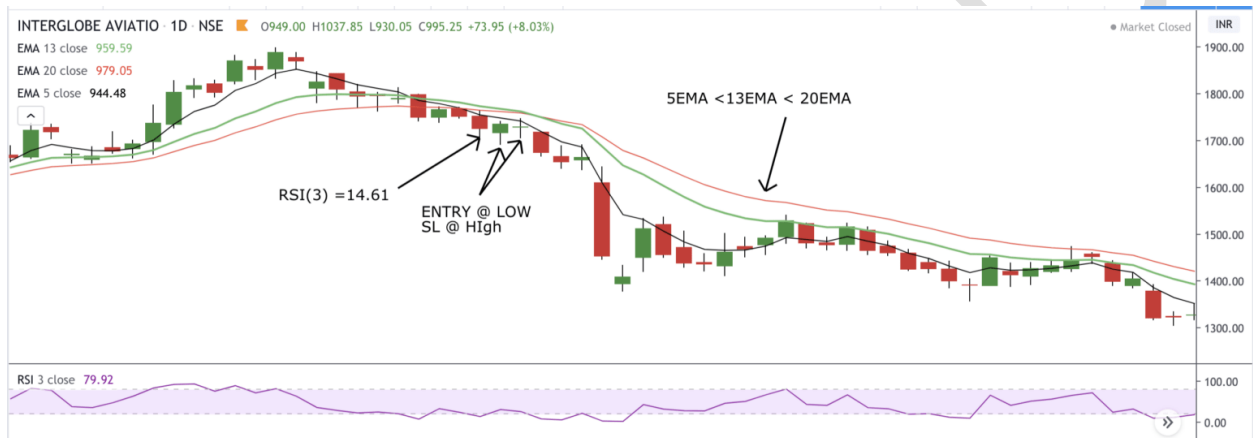 INTERGLOBE AVIATIO · 1D · NSE O949.00 H1037.85 L930.05 C995.25 +73.95 (+8.03%)
Market Closed
INR
EMA 13 close 959.59
EMA 20 close 979.05
EMA 5 close 944.48
1900.00
1800.00
1700.00
1600.00
1500.00
1400.00
1300.00
5EMA <13EMA < 20EMA
RSI(3) =14.61
ENTRY @ LOW
SL @ HIgh
RSI 3 close 79.92
100.00
0.00